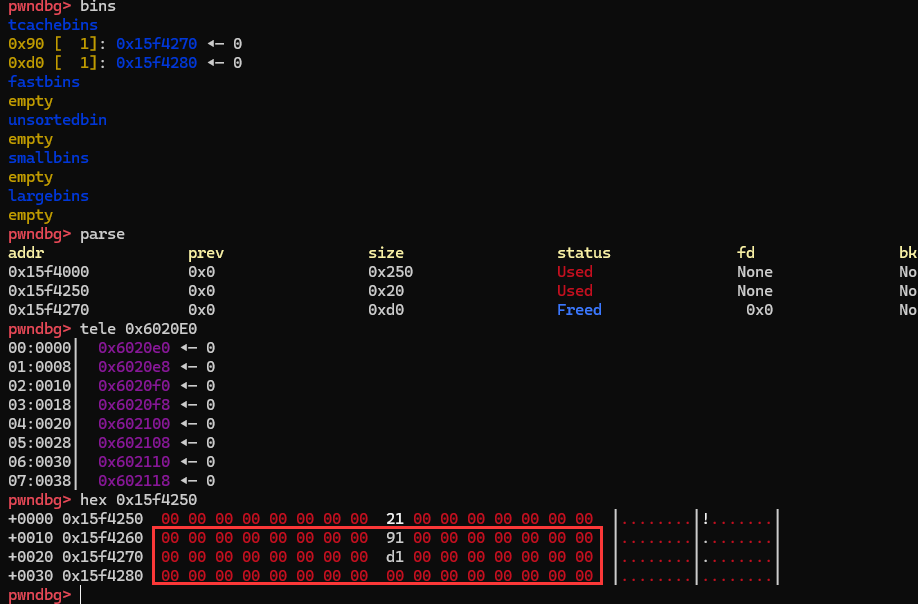 pwndbg> bins
tcachebins
0x90 [  1]: 0x15f4270 ◂— 0
0xd0 [  1]: 0x15f4280 ◂— 0
fastbins
empty
unsortedbin
empty
smallbins
empty
largebins
empty
pwndbg> parse
addr                prev                size                 status               fd                bk
0x15f4000           0x0                 0x250                Used                 None              No
0x15f4250           0x0                 0x20                 Used                 None              No
0x15f4270           0x0                 0xd0                 Freed                 0x0              No
pwndbg> tele 0x6020E0
00:0000│  0x6020e0 ◂— 0
01:0008│  0x6020e8 ◂— 0
02:0010│  0x6020f0 ◂— 0
03:0018│  0x6020f8 ◂— 0
04:0020│  0x602100 ◂— 0
05:0028│  0x602108 ◂— 0
06:0030│  0x602110 ◂— 0
07:0038│  0x602118 ◂— 0
pwndbg> hex 0x15f4250
+0000 0x15f4250  00 00 00 00 00 00 00 00  21 00 00 00 00 00 00 00  │........│!.......│
+0010 0x15f4260  00 00 00 00 00 00 00 00  91 00 00 00 00 00 00 00  │........│........│
+0020 0x15f4270  00 00 00 00 00 00 00 00  d1 00 00 00 00 00 00 00  │........│........│
+0030 0x15f4280  00 00 00 00 00 00 00 00  00 00 00 00 00 00 00 00  │........│........│
pwndbg>